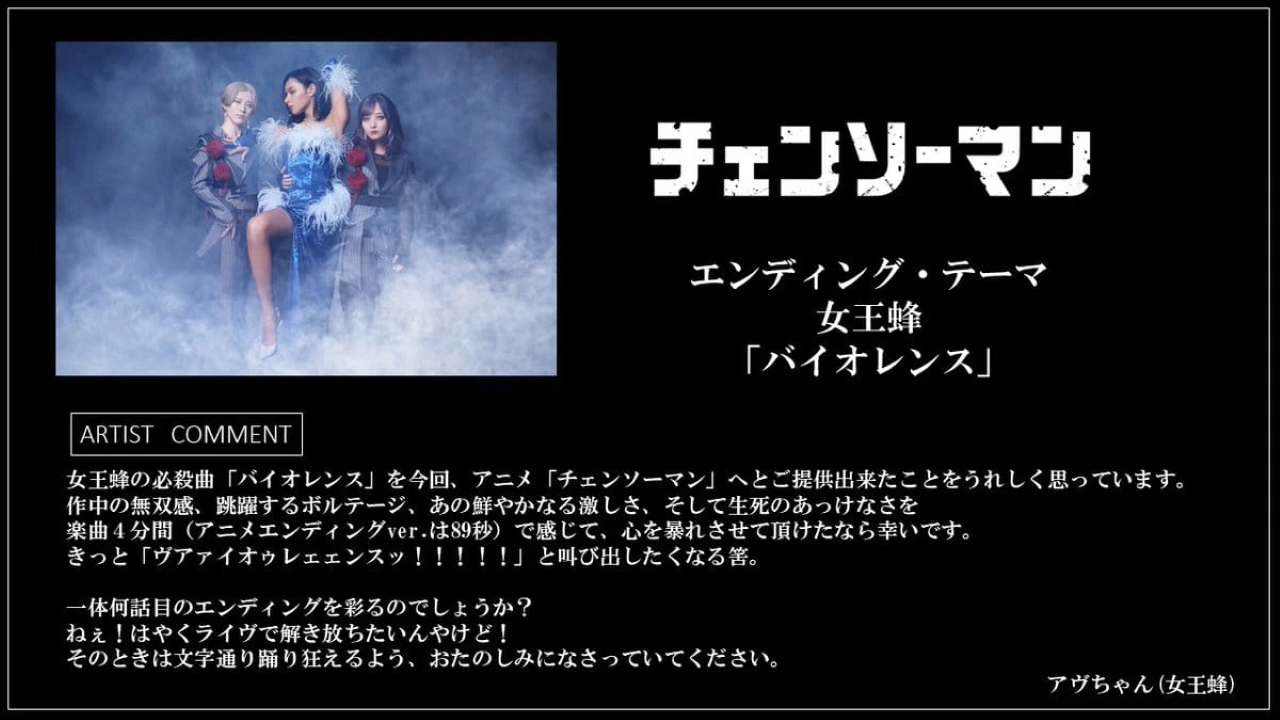 チェンソーマン
エンディング・テーマ
女王蜂
「バイオレンス」
ARTIST COMMENT
女王蜂の必殺曲「バイオレンス」を今回、アニメ「チェンソーマン」へとご提供出来たことをうれしく思っています。
作中の無双感、跳躍するボルテージ、あの鮮やかなる激しさ、そして生死のあっけなさを
楽曲４分間（アニメエンディングver.は89秒）で感じて、心を暴れさせて頂けたなら幸いです。
きっと「ヴアァイオゥレェェンスッ！！！！！」と叫び出したくなる筈。
一体何話目のエンディングを彩るのでしょうか？
ねぇ！はやくライヴで解き放ちたいんやけど！
そのときは文字通り踊り狂えるよう、おたのしみになさっていてください。
アヴちゃん(女王蜂)